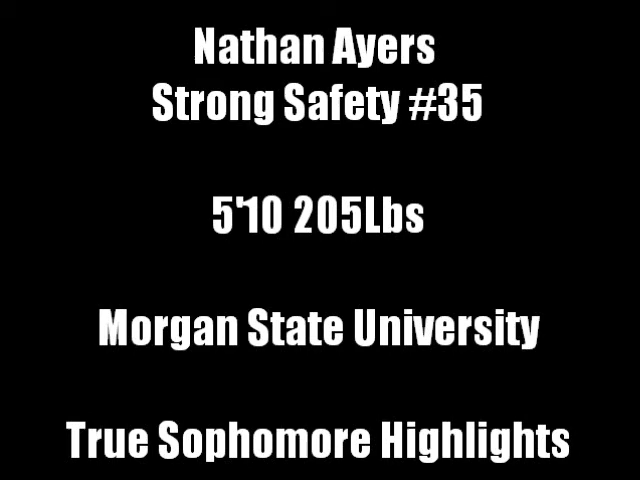 Nathan Ayers
Strong Safety #35
5'10 205Lbs
Morgan State University
True Sophomore Highlights